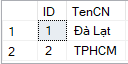 ID TenCN
1 1 Đà Lạt
2 2 TPHCM